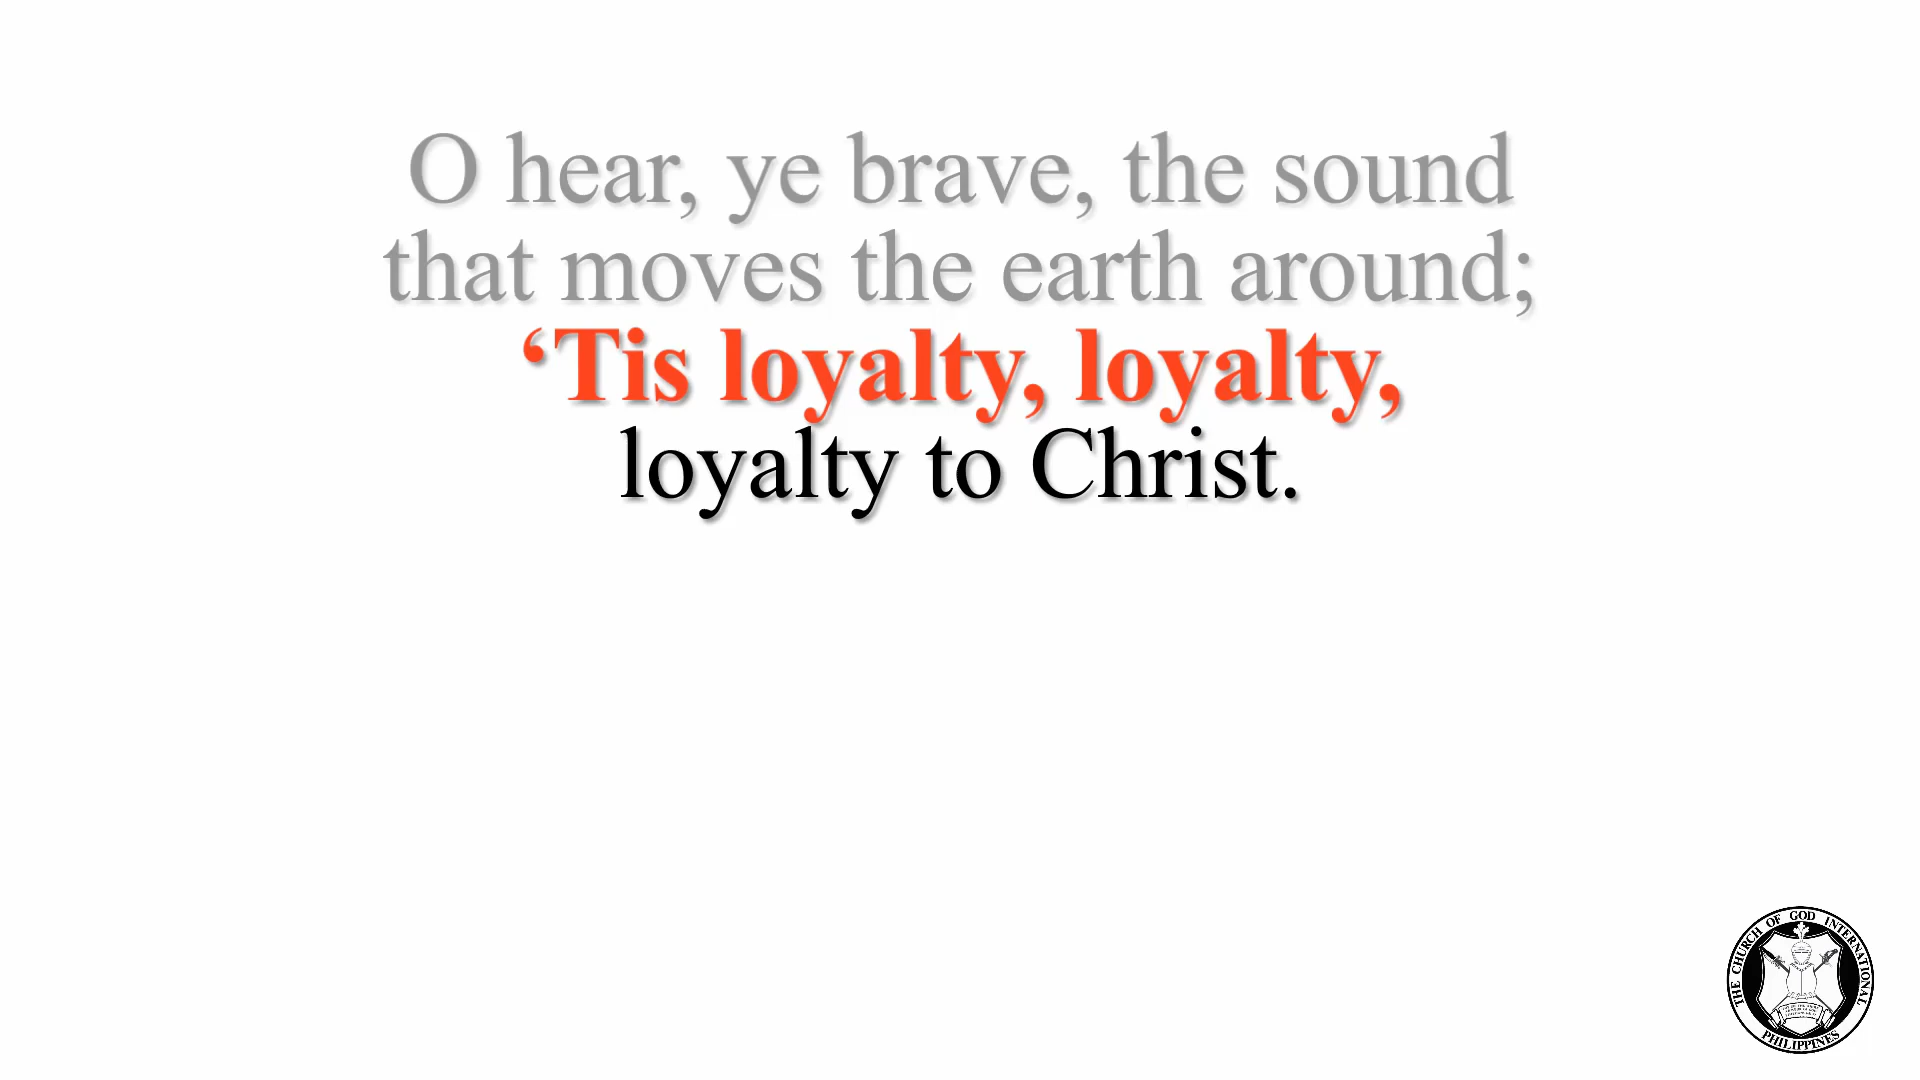 O hear, ye brave, the sound
that moves the earth around;
‘Tis loyalty, loyalty,
loyalty to Christ.
THE CHURCH OF GOD INTERNATIONAL
PHILIPPINES